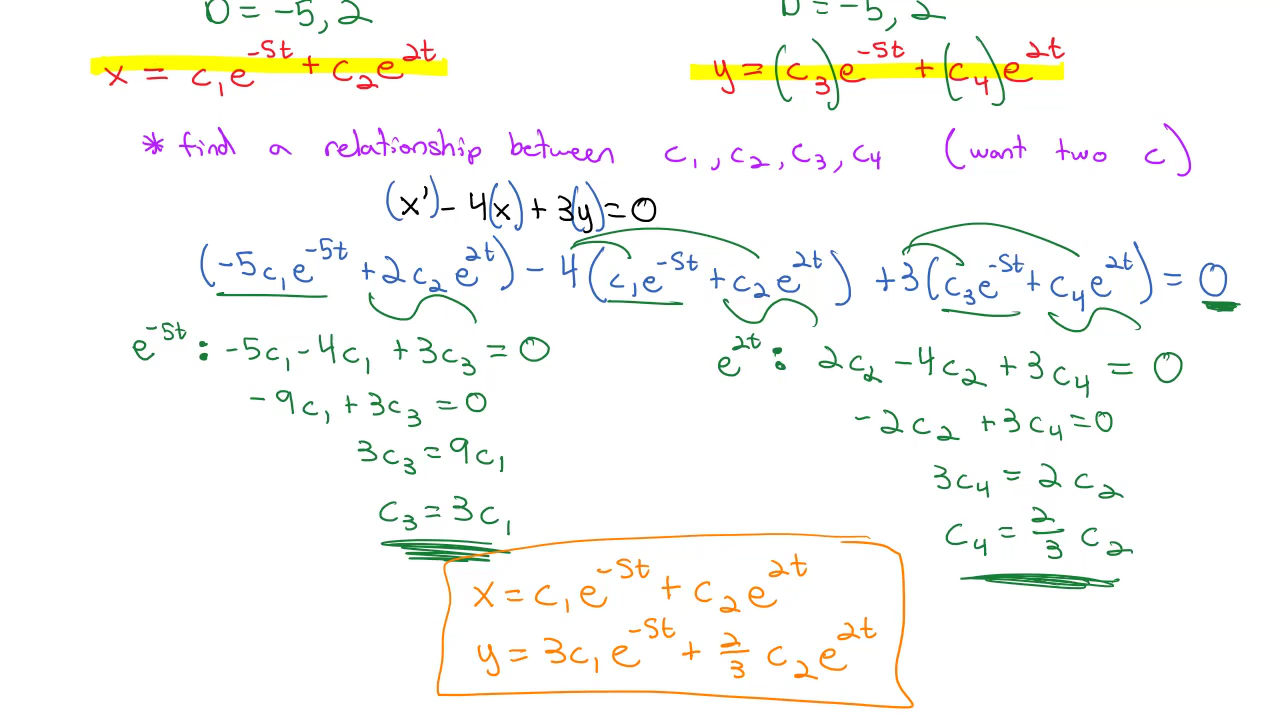 D = -5, 2
D = -5, 2
x = c₁e^{-5t} + c₂e^{2t}
y = (c₃)e^{-5t} + (c₄)e^{2t}
* find a relationship between c₁, c₂, c₃, c₄ (want two c)
(x') - 4(x) + 3(y) = 0
(-5c₁e^{-5t} + 2c₂e^{2t}) - 4(c₁e^{-5t} + c₂e^{2t}) + 3(c₃e^{-5t} + c₄e^{2t}) = 0
e^{-5t} : -5c₁ - 4c₁ + 3c₃ = 0
-9c₁ + 3c₃ = 0
3c₃ = 9c₁
c₃ = 3c₁
e^{2t} : 2c₂ - 4c₂ + 3c₄ = 0
-2c₂ + 3c₄ = 0
3c₄ = 2c₂
c₄ = 2/3 c₂
x = c₁e^{-5t} + c₂e^{2t}
y = 3c₁e^{-5t} + 2/3 c₂e^{2t}